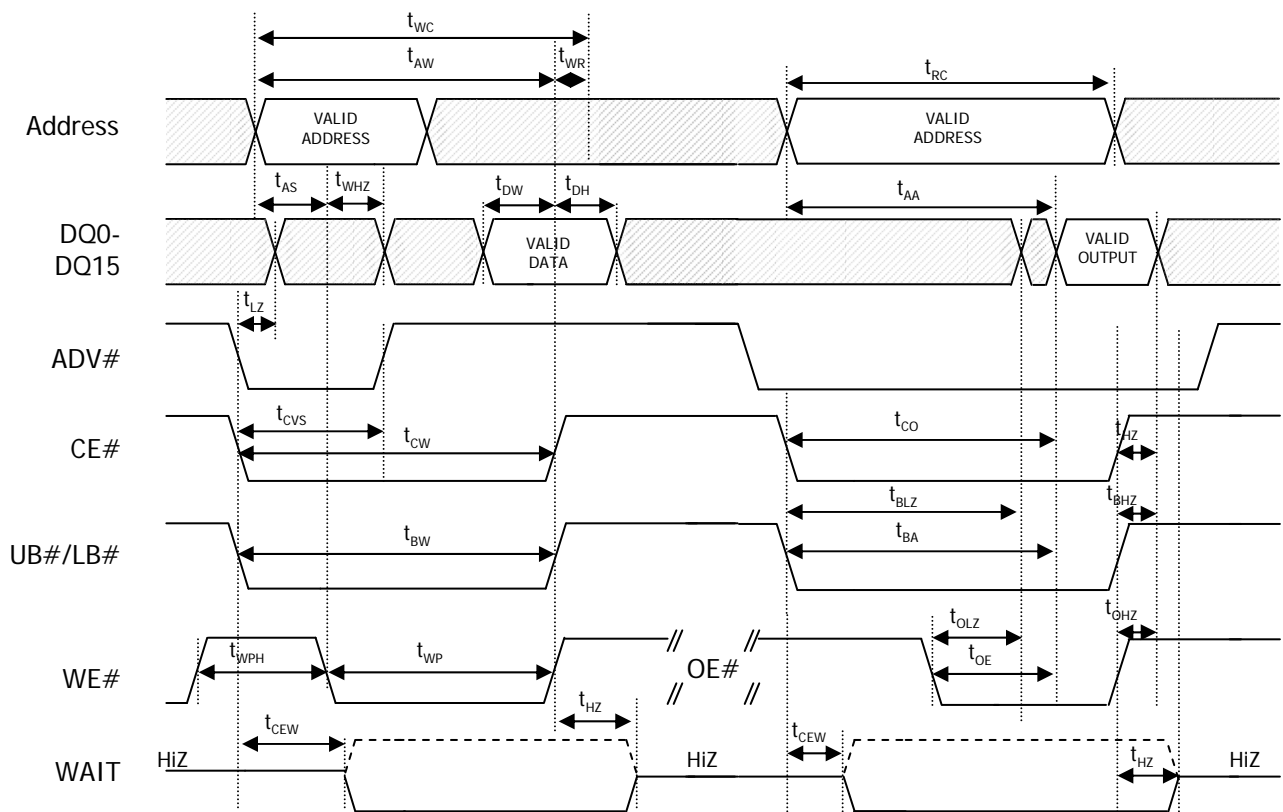 tWC
tAW tWR tRC
Address VALID ADDRESS VALID ADDRESS
tAS tWHZ tDW tDH tAA
DQ0-
DQ15
VALID DATA
VALID OUTPUT
tLZ
ADV#
tCVS
tCW tCO tHZ
CE#
tBLZ tBHZ
tBW tBA
UB#/LB#
tOLZ tOHZ
tWPH tWP // // OE# tOE
WE# // //
tHZ
tCEW tCEW
HiZ HiZ tHZ HiZ
WAIT